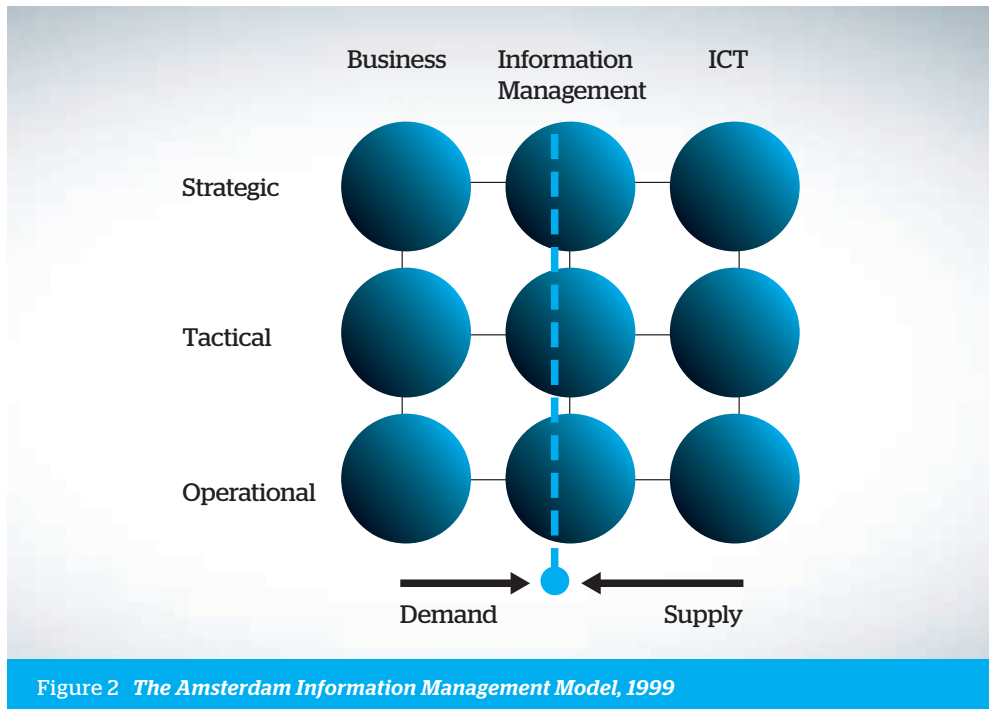 Business
Information
Management
ICT
Strategic
Tactical
Operational
Demand
Supply
Figure 2 The Amsterdam Information Management Model, 1999